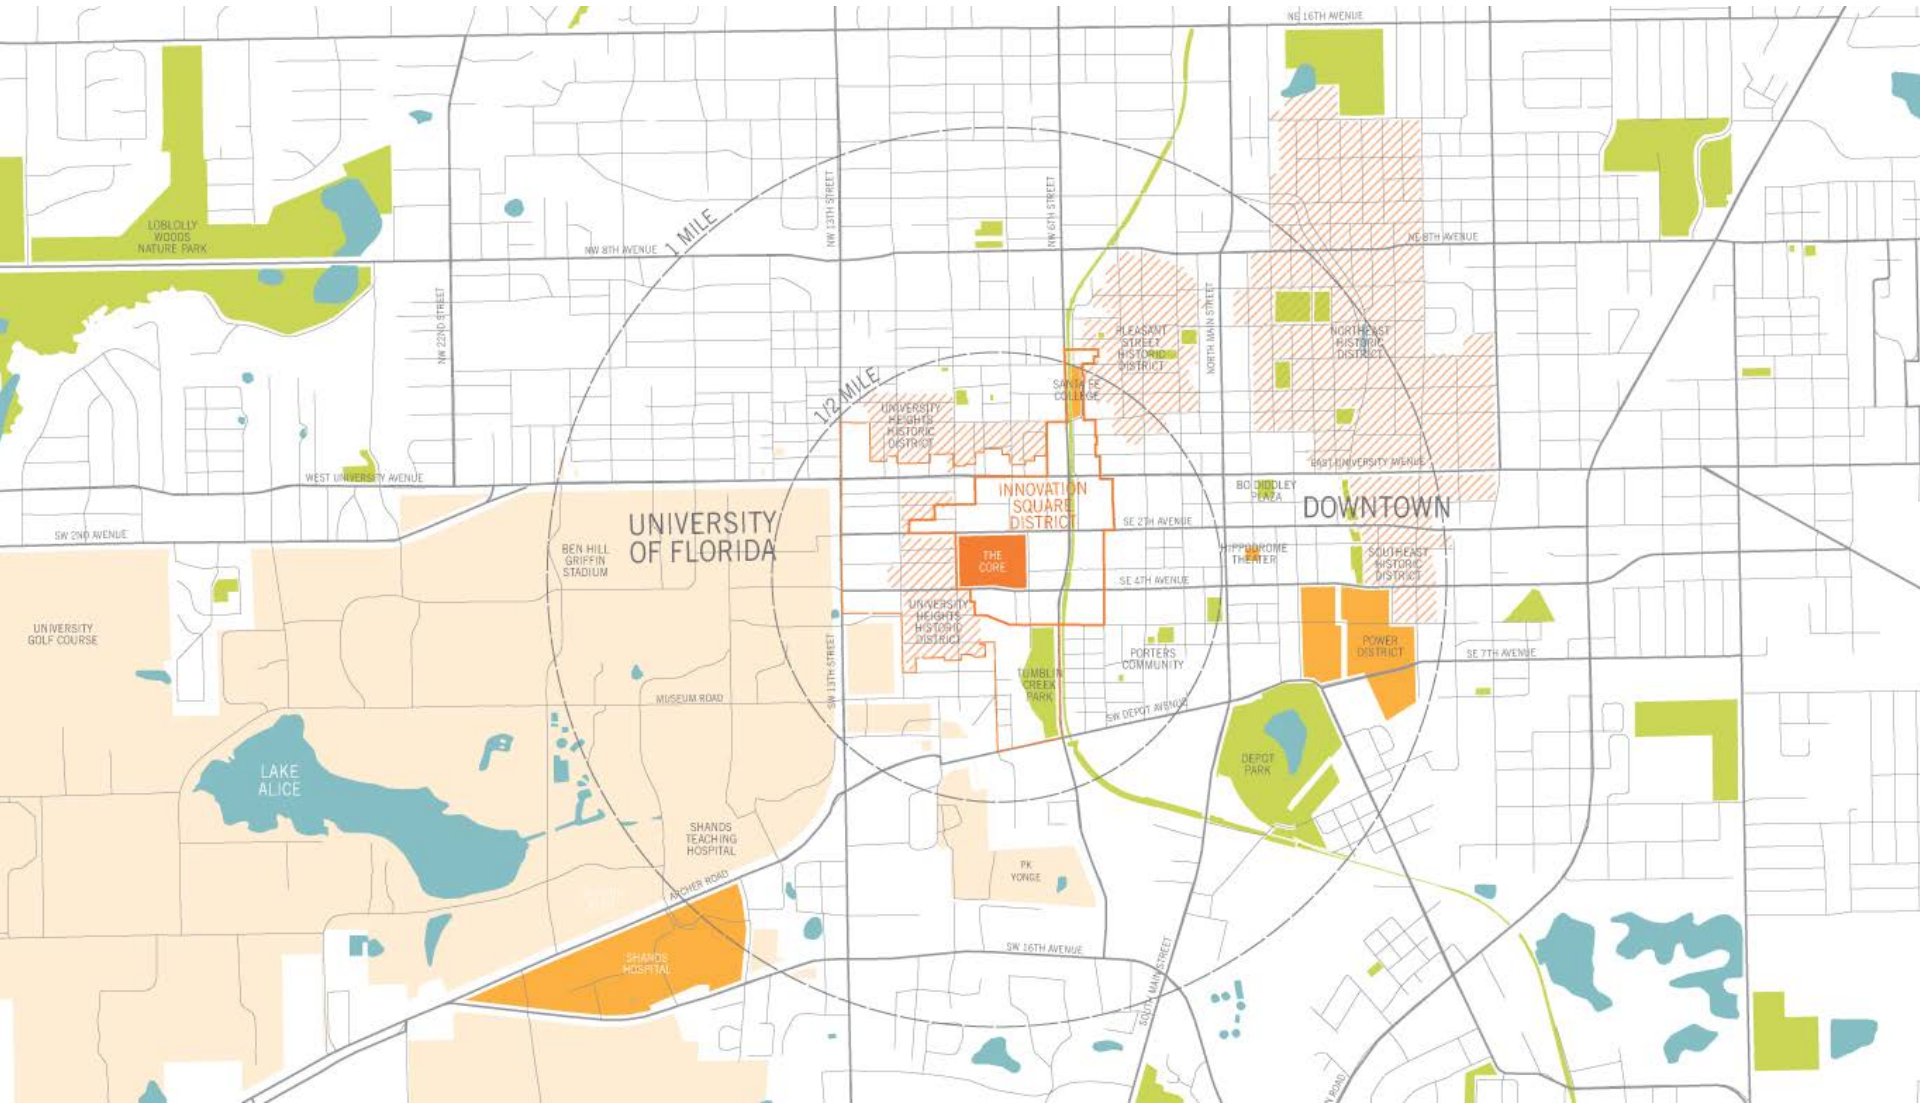 NE 16TH AVENUE
NW 13TH STREET
NW 6TH STREET
1 MILE
LOBLOLLY
WOODS
NATURE PARK
NW 8TH AVENUE
NE 8TH AVENUE
NW 22ND STREET
NORTH MAIN STREET
PLEASANT
STREET
HISTORIC
DISTRICT
NORTHEAST
HISTORIC
DISTRICT
1/2 MILE
SANTA FE
COLLEGE
UNIVERSITY
HEIGHTS
HISTORIC
DISTRICT
WEST UNIVERSITY AVENUE
EAST UNIVERSITY AVENUE
INNOVATION
SQUARE
DISTRICT
BO DIDDLEY
PLAZA
DOWNTOWN
UNIVERSITY
OF FLORIDA
SW 2ND AVENUE
SE 2TH AVENUE
BEN HILL
GRIFFIN
STADIUM
THE
CORE
HIPPODROME
THEATER
SOUTHEAST
HISTORIC
DISTRICT
SE 4TH AVENUE
UNIVERSITY
HEIGHTS
HISTORIC
DISTRICT
UNIVERSITY
GOLF COURSE
SW 13TH STREET
TUMBLIN
CREEK
PARK
PORTERS
COMMUNITY
POWER
DISTRICT
SE 7TH AVENUE
MUSEUM ROAD
SW DEPOT AVENUE
DEPOT
PARK
LAKE
ALICE
SHANDS
TEACHING
HOSPITAL
PK
YONGE
ARCHER ROAD
SHANDS
HOSPITAL
SW 16TH AVENUE
SOUTH MAIN STREET
ROAD